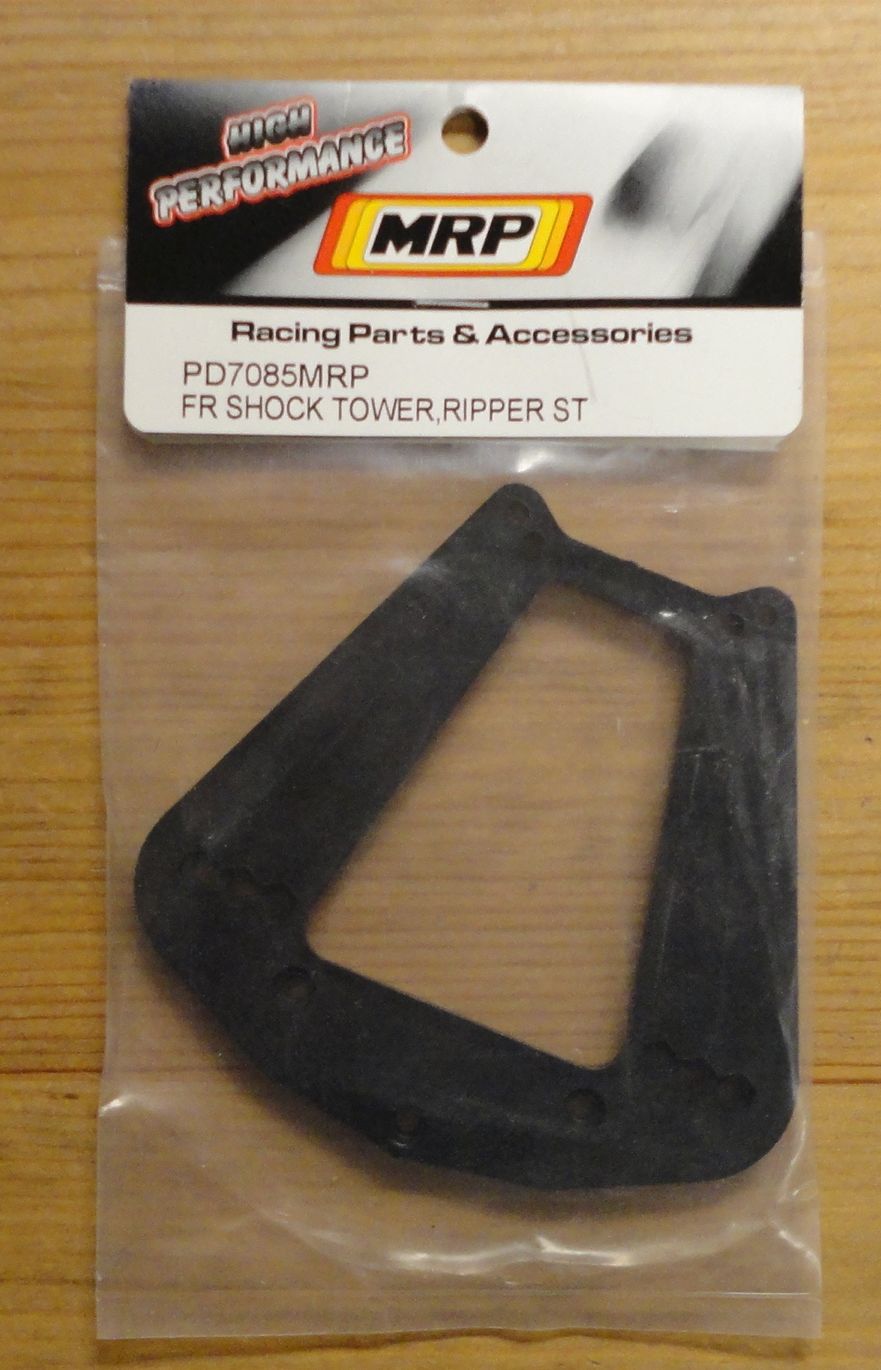 HIGH
PERFORMANCE
MRP
Racing Parts & Accessories
PD7085MRP
FR SHOCK TOWER,RIPPER ST